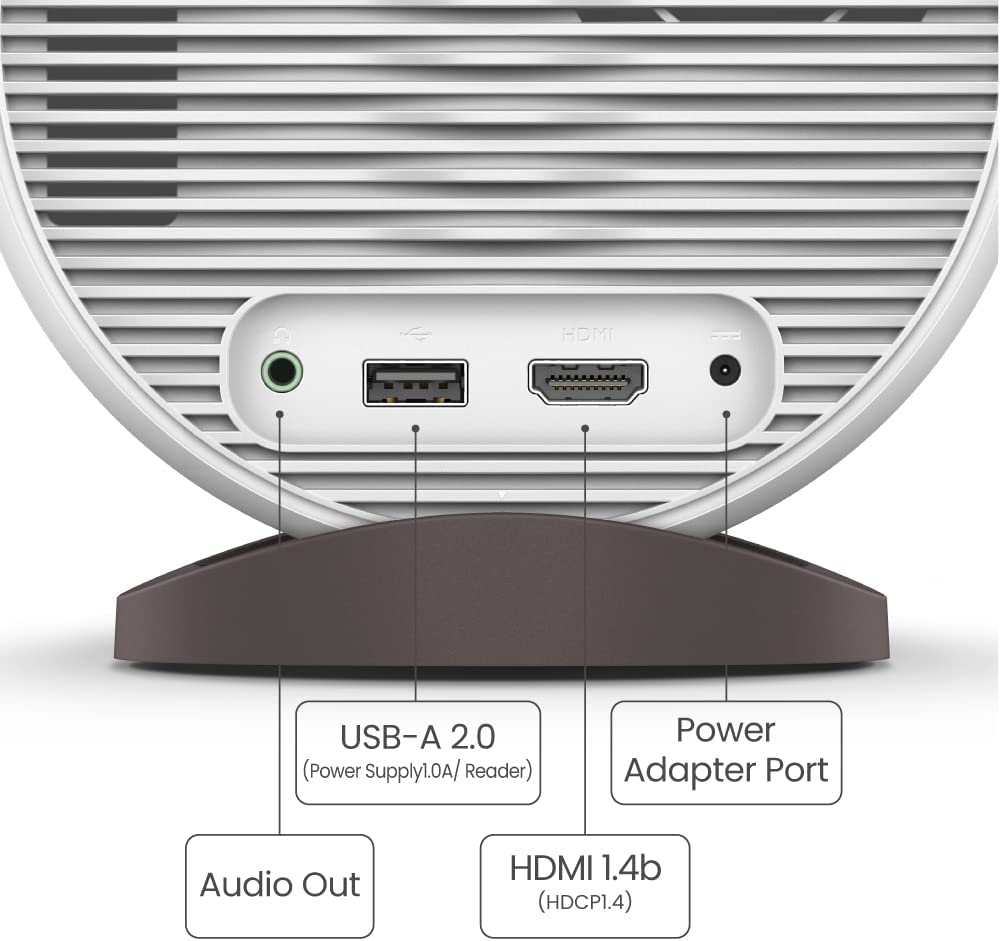 HDMI
USB-A 2.0
(Power Supply1.0A/ Reader)
Power
Adapter Port
Audio Out
HDMI 1.4b
(HDCP1.4)